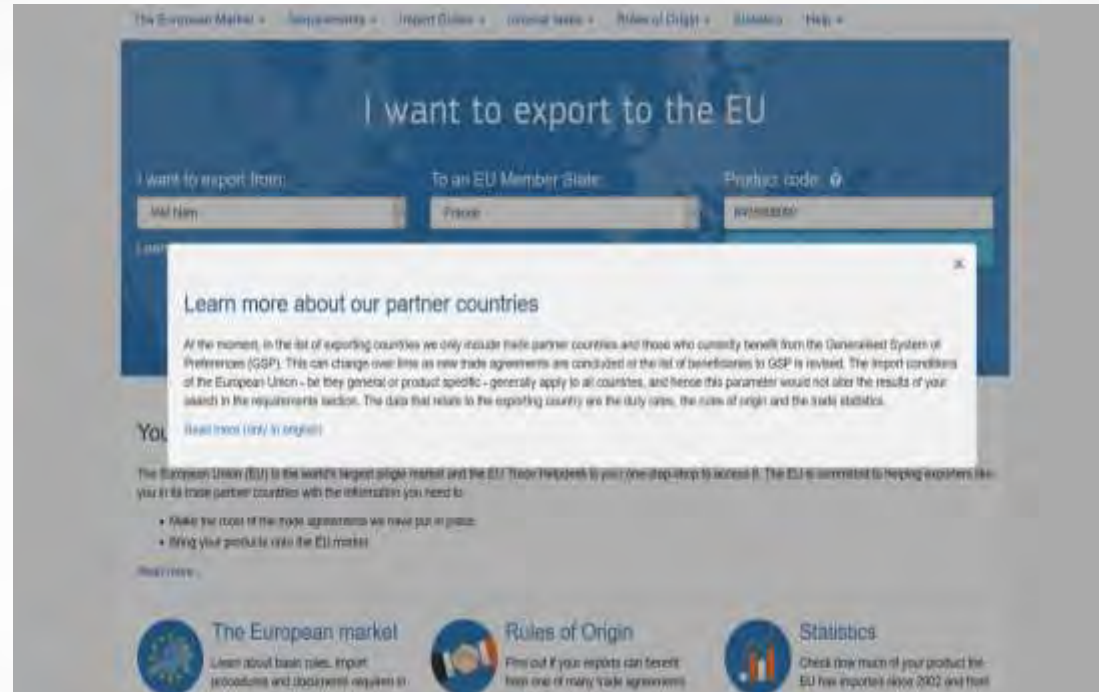 The European Market Requirements Import Duties Internal taxes Rules of Origin Statistics Help
I want to export to the EU
I want to export from: To an EU Member State: Product code:
Viet Nam France
Learn
×
Learn more about our partner countries
At the moment, in the list of exporting countries we only include trade partner countries and those who currently benefit from the Generalised System of
Preferences (GSP). This can change over time as new trade agreements are concluded or the list of beneficiaries to GSP is revised. The import conditions
of the European Union - be they general or product specific - generally apply to all countries, and hence this parameter would not alter the results of your
search in the requirements section. The data that relate to the exporting country are the duty rates, the rules of origin and the trade statistics.
Read more (only in english)
You
The European Union (EU) is the world's largest single market and the EU Trade Helpdesk is your one-stop-shop to access it. The EU is committed to helping exporters like
you in its trade partner countries with the information you need to:
• Make the most of the trade agreements we have put in place
• Bring your products onto the EU market
Read more...
The European market Rules of Origin Statistics
Learn about basic rules, import Find out if your exports can benefit Check how much of your product the
procedures and documents required in from one of many trade agreements EU has imported since 2002 and from